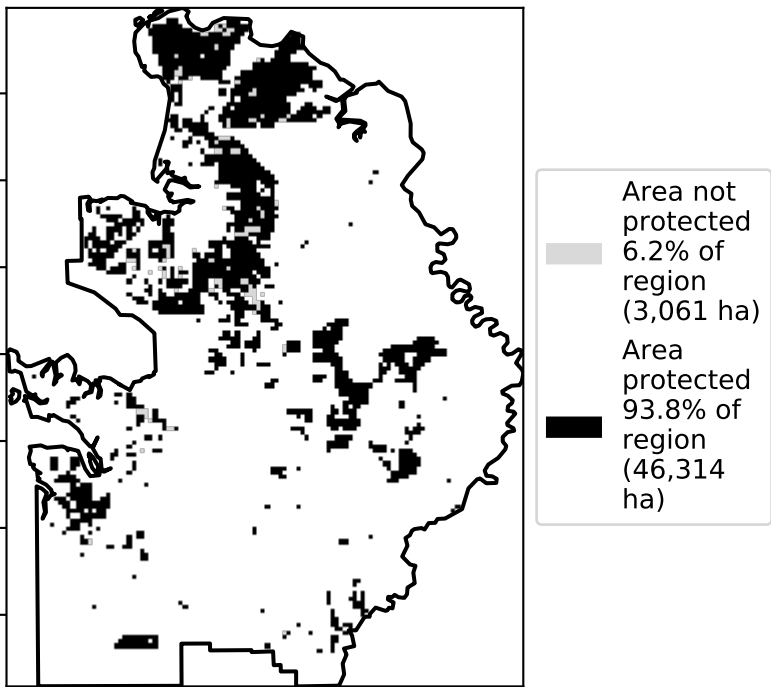 Area not
protected
6.2% of
region
(3,061 ha)
Area
protected
93.8% of
region
(46,314
ha)